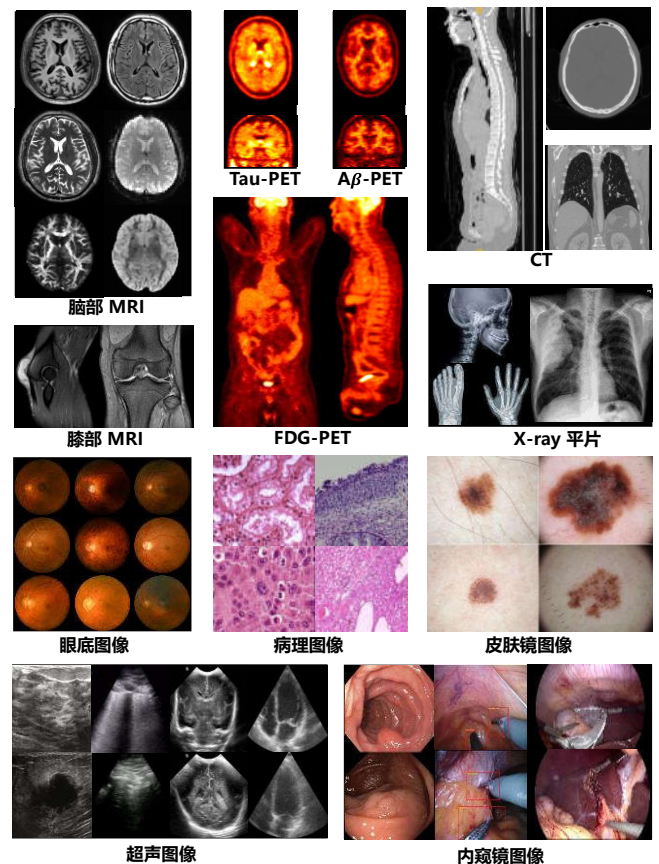 Tau-PET
Aβ-PET
CT
脑部 MRI
膝部 MRI
FDG-PET
X-ray 平片
眼底图像
病理图像
皮肤镜图像
超声图像
内窥镜图像